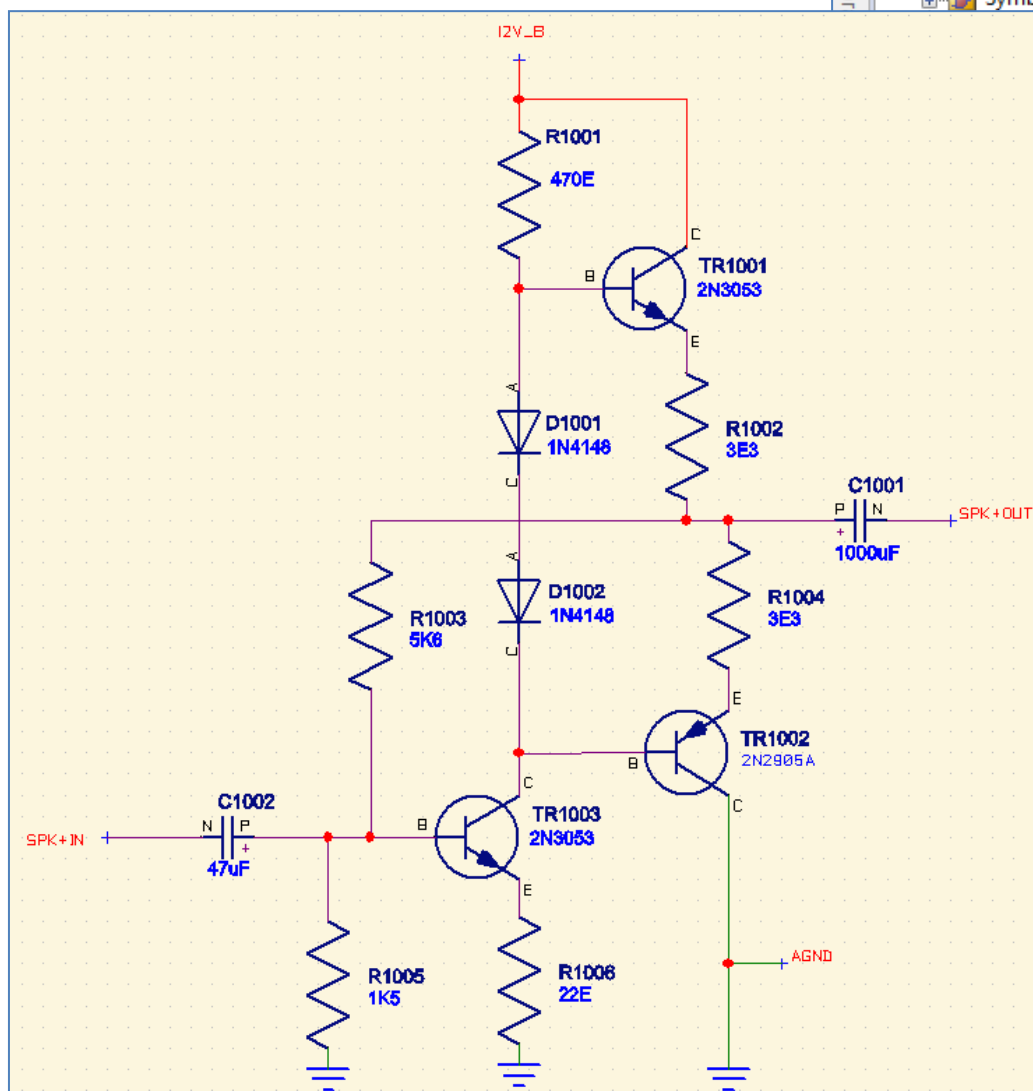 Symb
12V_B
R1001
470E
C
B
TR1001
2N3053
E
A
D1001
1N4148
C
R1002
3E3
C1001
P N
+
1000uF
SPK+OUT
A
D1002
1N4148
C
R1003
5K6
R1004
3E3
E
B
TR1002
2N2905A
C
C1002
N P
+
47uF
SPK+IN
C
B
TR1003
2N3053
E
R1005
1K5
R1006
22E
AGND